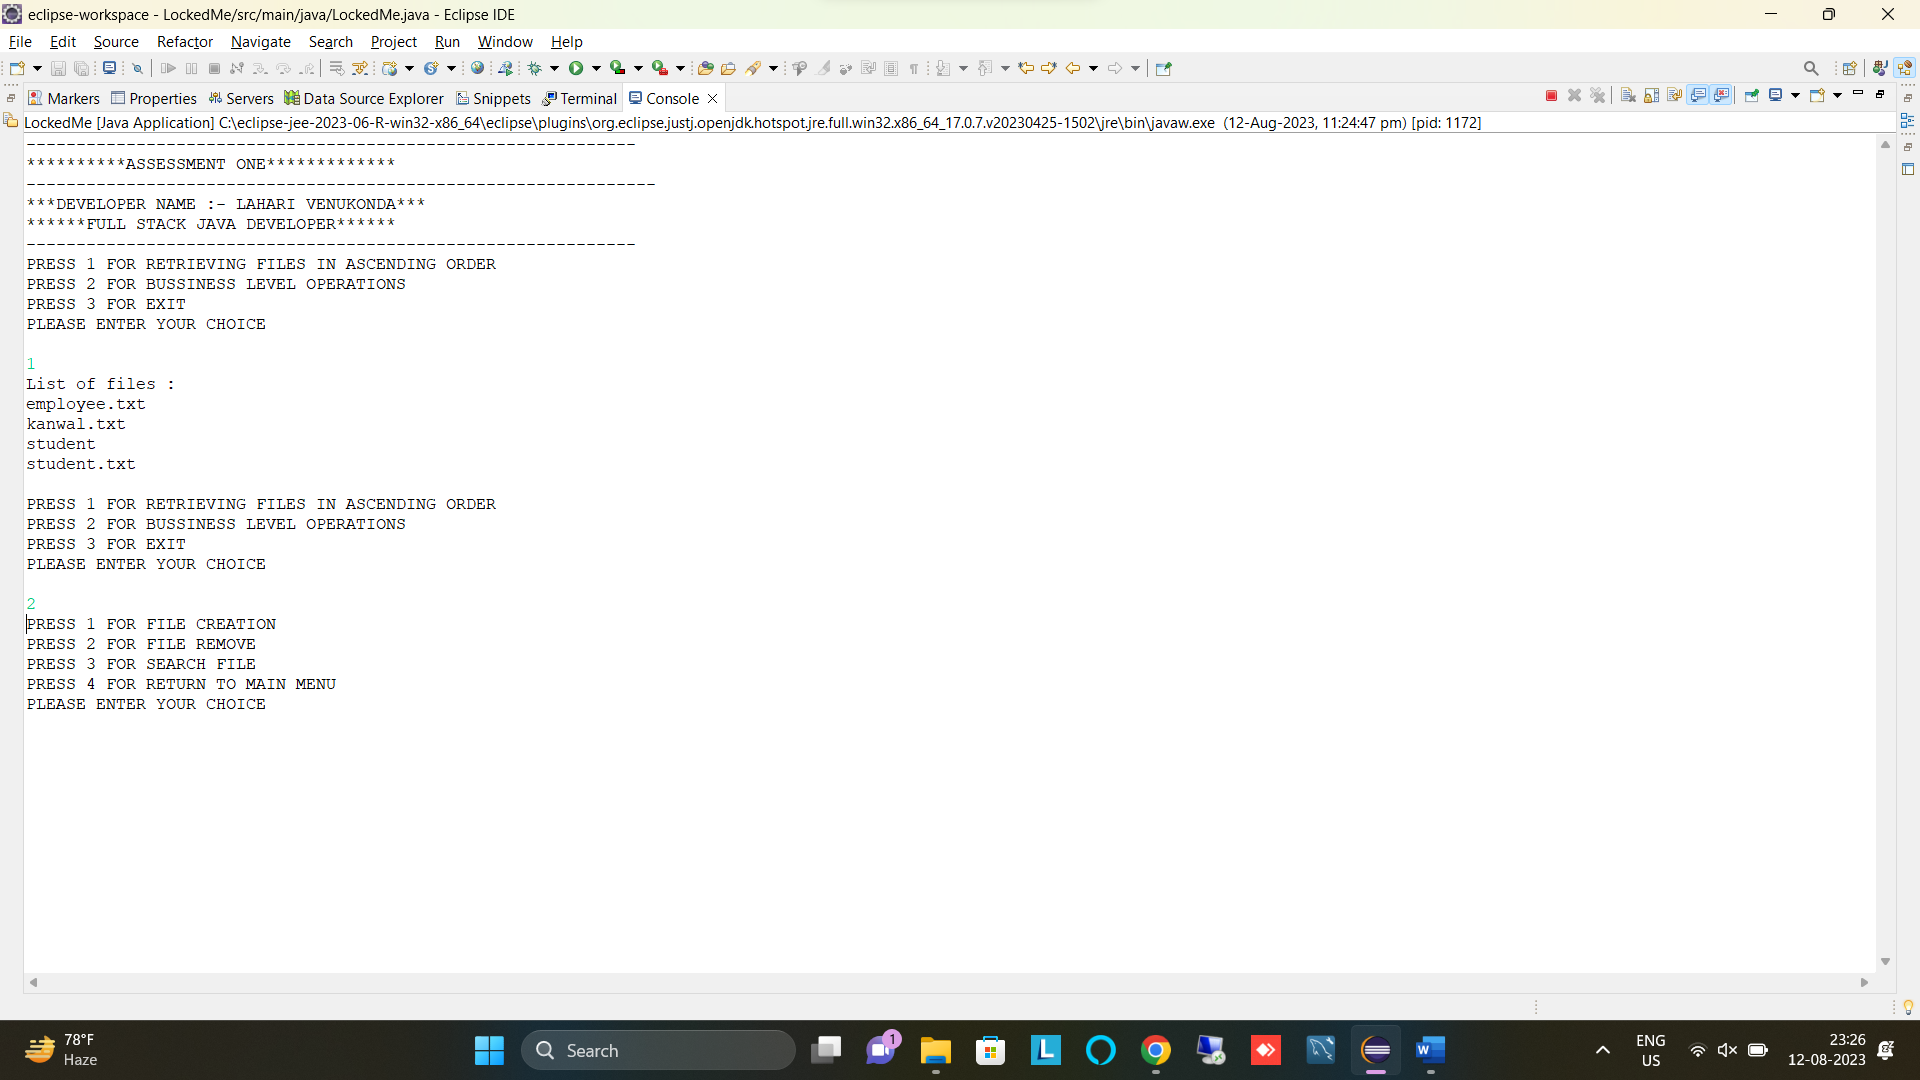 eclipse-workspace - LockedMe/src/main/java/LockedMe.java - Eclipse IDE
File Edit Source Refactor Navigate Search Project Run Window Help
Markers Properties Servers Data Source Explorer Snippets Terminal Console
LockedMe [Java Application] C:\eclipse-jee-2023-06-R-win32-x86_64\eclipse\plugins\org.eclipse.justj.openjdk.hotspot.jre.full.win32.x86_64_17.0.7.v20230425-1502\jre\bin\javaw.exe (12-Aug-2023, 11:24:47 pm) [pid: 1172]
-------------------------------------------------------------
**********ASSESSMENT ONE*************
---------------------------------------------------------------
***DEVELOPER NAME :- LAHARI VENUKONDA***
******FULL STACK JAVA DEVELOPER******
-------------------------------------------------------------
PRESS 1 FOR RETRIEVING FILES IN ASCENDING ORDER
PRESS 2 FOR BUSSINESS LEVEL OPERATIONS
PRESS 3 FOR EXIT
PLEASE ENTER YOUR CHOICE
1
List of files :
employee.txt
kanwal.txt
student
student.txt
PRESS 1 FOR RETRIEVING FILES IN ASCENDING ORDER
PRESS 2 FOR BUSSINESS LEVEL OPERATIONS
PRESS 3 FOR EXIT
PLEASE ENTER YOUR CHOICE
2
PRESS 1 FOR FILE CREATION
PRESS 2 FOR FILE REMOVE
PRESS 3 FOR SEARCH FILE
PRESS 4 FOR RETURN TO MAIN MENU
PLEASE ENTER YOUR CHOICE
78°F
Haze
Search
1
ENG
US
23:26
12-08-2023